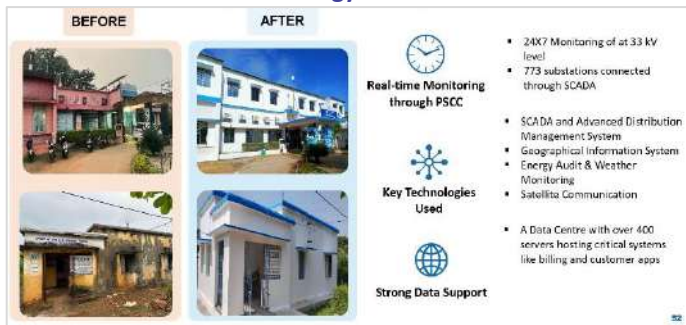 BEFORE
AFTER
Real-time Monitoring
through PSCC
24X7 Monitoring of at 33 kV
level
773 substations connected
through SCADA
Key Technologies
Used
SCADA and Advanced Distribution
Management System
Geographical Information System
Energy Audit & Weather
Monitoring
Satellite Communication
Strong Data Support
A Data Centre with over 400
servers hosting critical systems
like billing and customer apps